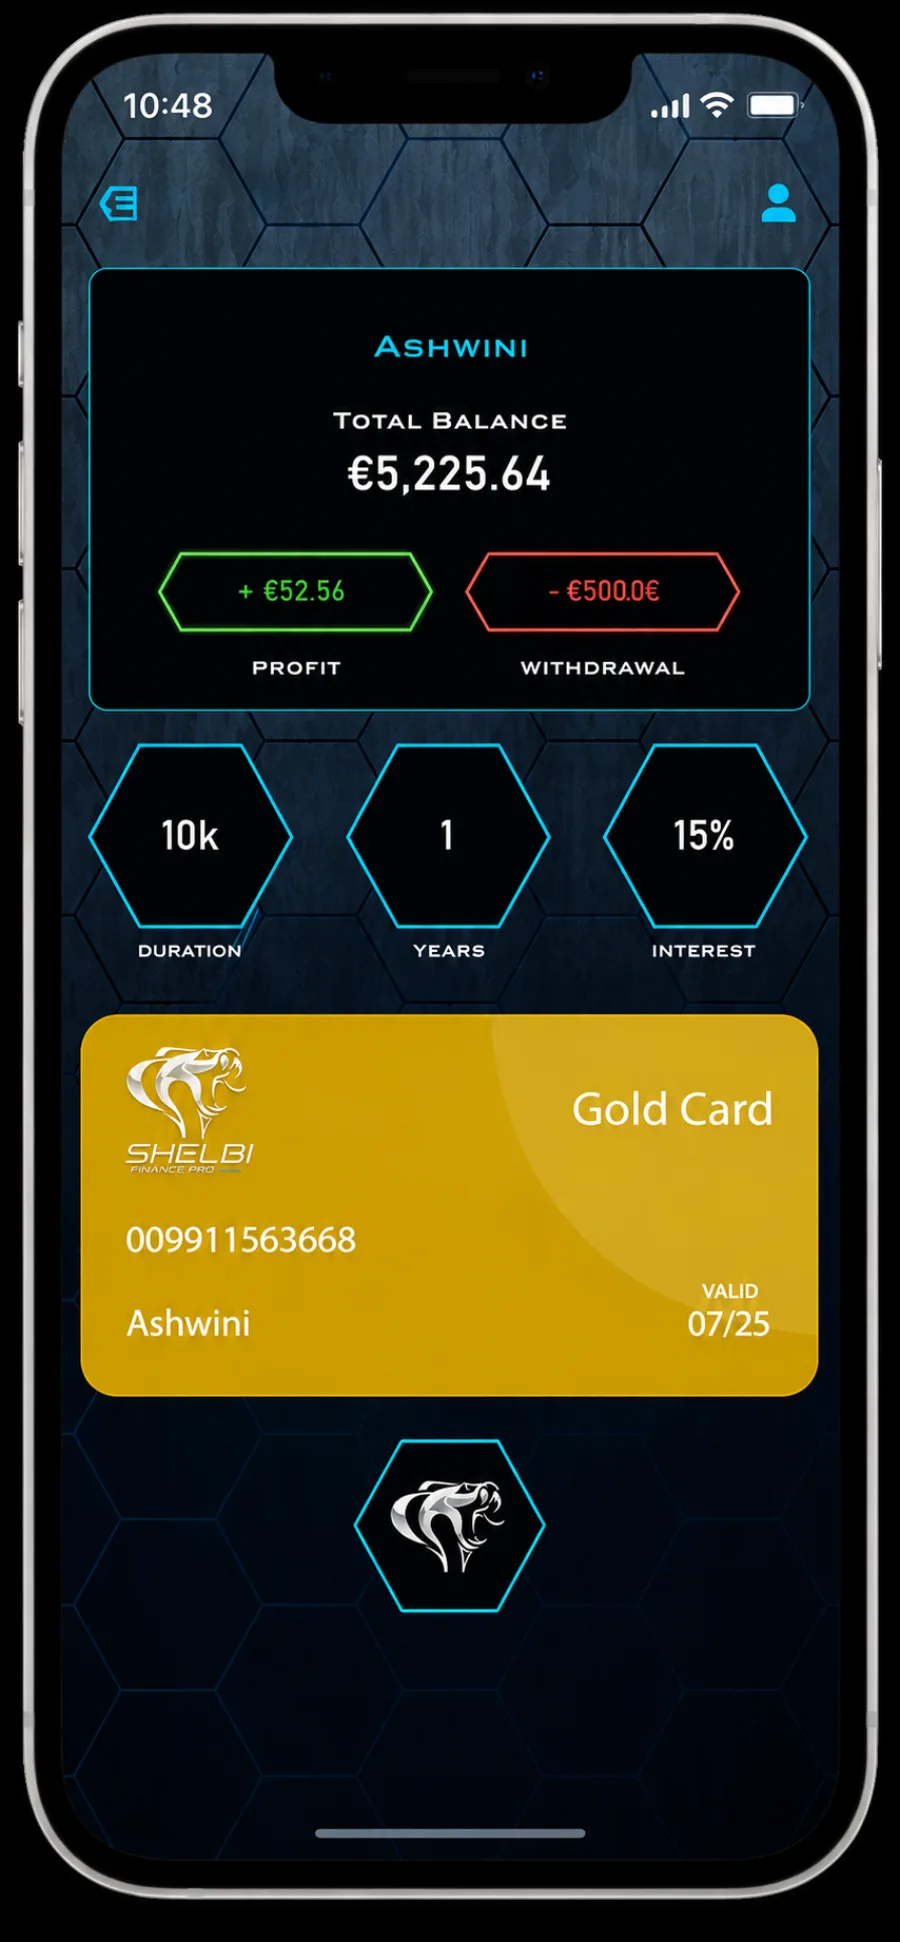 10:48
ASHWINI
TOTAL BALANCE
€5,225.64
+ €52.56
- €500.0€
PROFIT
WITHDRAWAL
10k
1
15%
DURATION
YEARS
INTEREST
SHELBI
FINANCE PRO
Gold Card
009911563668
VALID
Ashwini
07/25